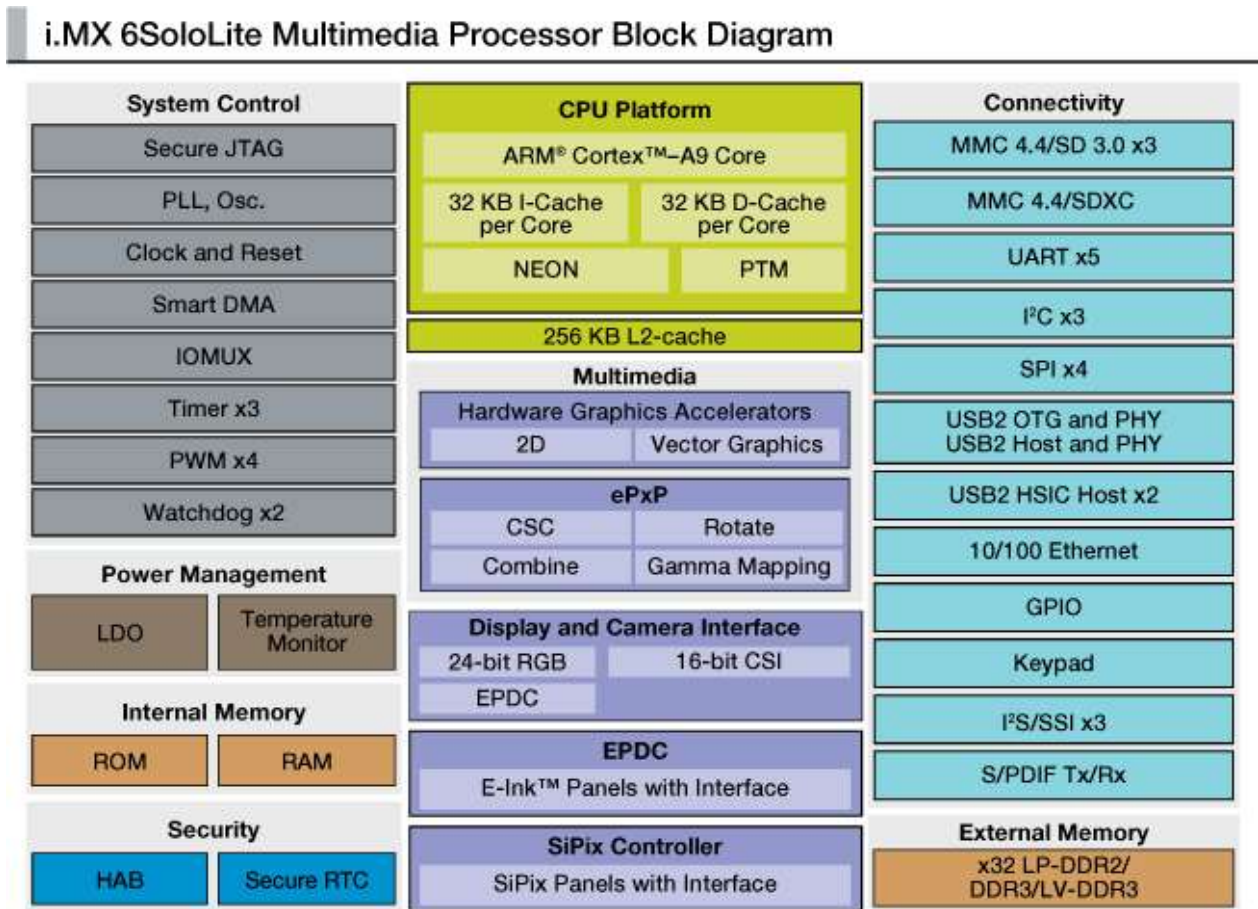 i.MX 6SoloLite Multimedia Processor Block Diagram
System Control
Secure JTAG
PLL, Osc.
Clock and Reset
Smart DMA
IOMUX
Timer x3
PWM x4
Watchdog x2
Power Management
LDO
Temperature
Monitor
Internal Memory
ROM
RAM
Security
HAB
Secure RTC
CPU Platform
ARM® Cortex™–A9 Core
32 KB I-Cache
per Core
32 KB D-Cache
per Core
NEON
PTM
256 KB L2-cache
Multimedia
Hardware Graphics Accelerators
2D
Vector Graphics
ePxP
CSC
Rotate
Combine
Gamma Mapping
Display and Camera Interface
24-bit RGB
16-bit CSI
EPDC
EPDC
E-Ink™ Panels with Interface
SiPix Controller
SiPix Panels with Interface
Connectivity
MMC 4.4/SD 3.0 x3
MMC 4.4/SDXC
UART x5
I²C x3
SPI x4
USB2 OTG and PHY
USB2 Host and PHY
USB2 HSIC Host x2
10/100 Ethernet
GPIO
Keypad
I²S/SSI x3
S/PDIF Tx/Rx
External Memory
x32 LP-DDR2/
DDR3/LV-DDR3